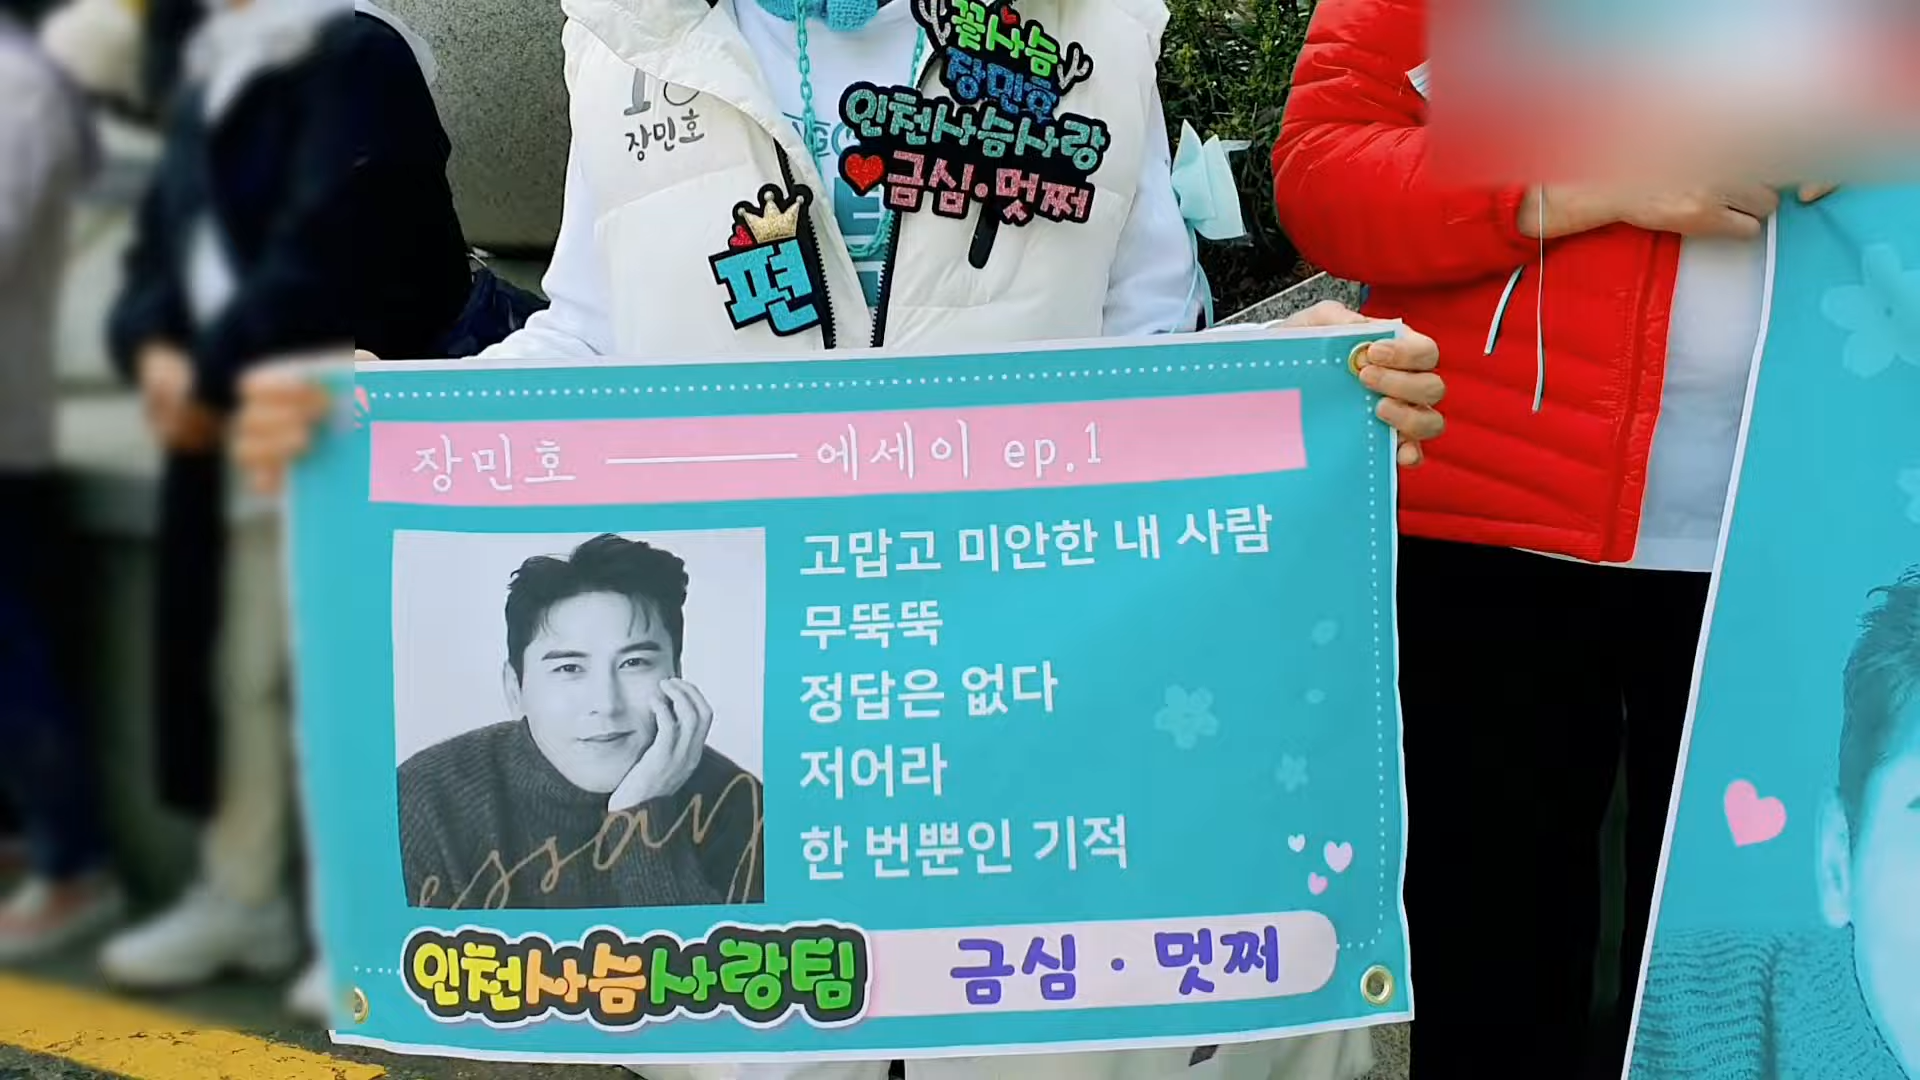 꽃사슴
장민호
인천사슴사랑
금심·멋쩌
장민호
편
장민호 에세이 ep.1
고맙고 미안한 내 사람
무뚝뚝
정답은 없다
저어라
한 번뿐인 기적
essay
인천사슴사랑팀
금심·멋쩌